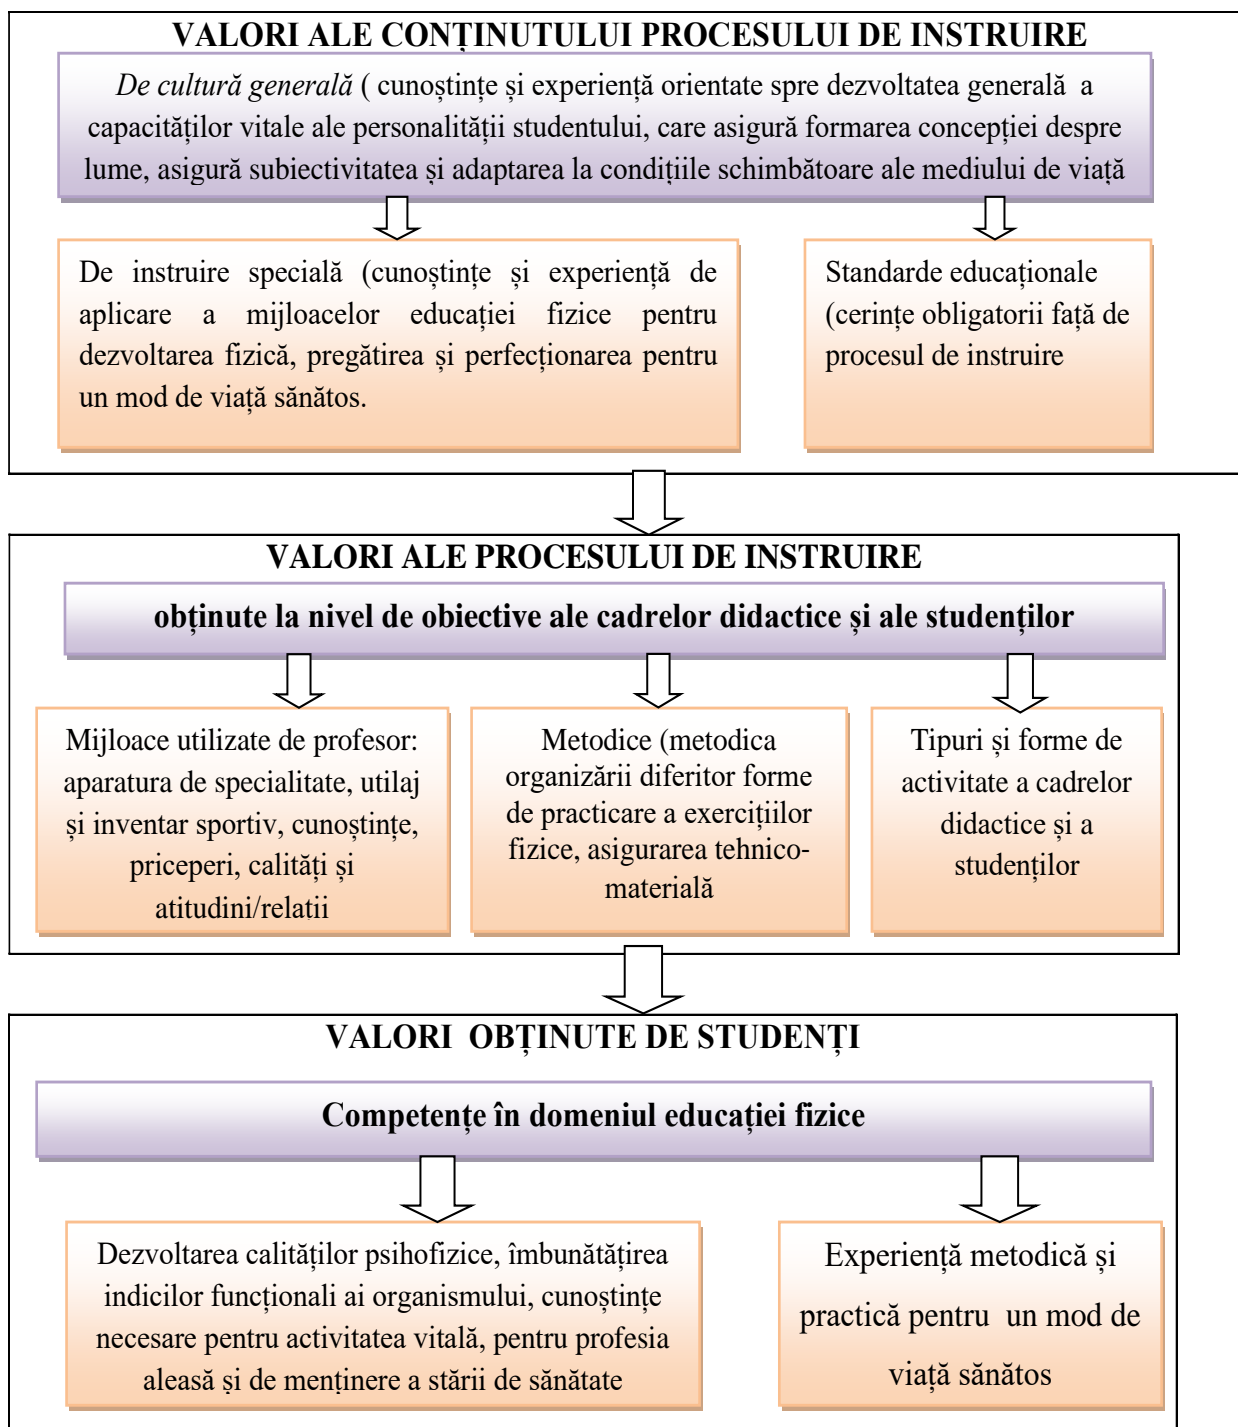 VALORI ALE CONȚINUTULUI PROCESULUI DE INSTRUIRE
De cultură generală ( cunoștințe și experiență orientate spre dezvoltatea generală a
capacităților vitale ale personalității studentului, care asigură formarea concepției despre
lume, asigură subiectivitatea și adaptarea la condițiile schimbătoare ale mediului de viață
De instruire specială (cunoștințe și experiență de
aplicare a mijloacelor educației fizice pentru
dezvoltarea fizică, pregătirea și perfecționarea pentru
un mod de viață sănătos.
Standarde educaționale
(cerințe obligatorii față de
procesul de instruire
VALORI ALE PROCESULUI DE INSTRUIRE
obținute la nivel de obiective ale cadrelor didactice și ale studenților
Mijloace utilizate de profesor:
aparatura de specialitate, utilaj
și inventar sportiv, cunoștințe,
priceperi, calități și
atitudini/relații
Metodice (metodica
organizării diferitor forme
de practicare a exercițiilor
fizice, asigurarea tehnico-
materială
Tipuri și forme de
activitate a cadrelor
didactice și a
studenților
VALORI OBȚINUTE DE STUDENȚI
Competențe în domeniul educației fizice
Dezvoltarea calităților psihofizice, îmbunătățirea
indicilor funcționali ai organismului, cunoștințe
necesare pentru activitatea vitală, pentru profesia
aleasă și de menținere a stării de sănătate
Experiență metodică și
practică pentru un mod de
viață sănătos